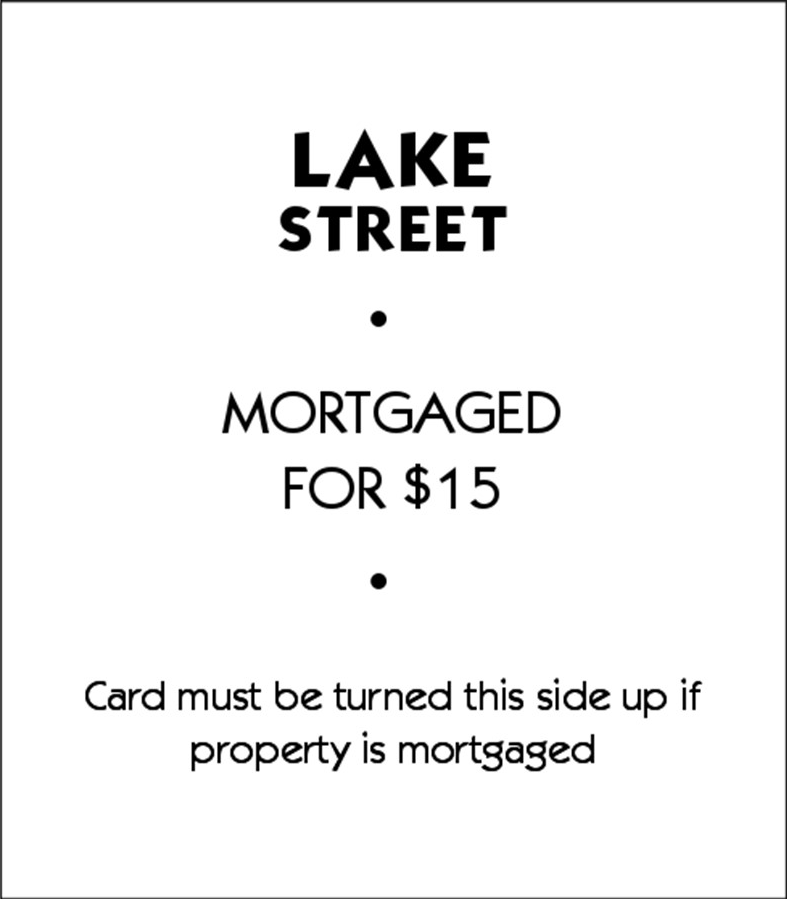 LAKE
STREET
•
MORTGAGED
FOR $15
•
Card must be turned this side up if
property is mortgaged